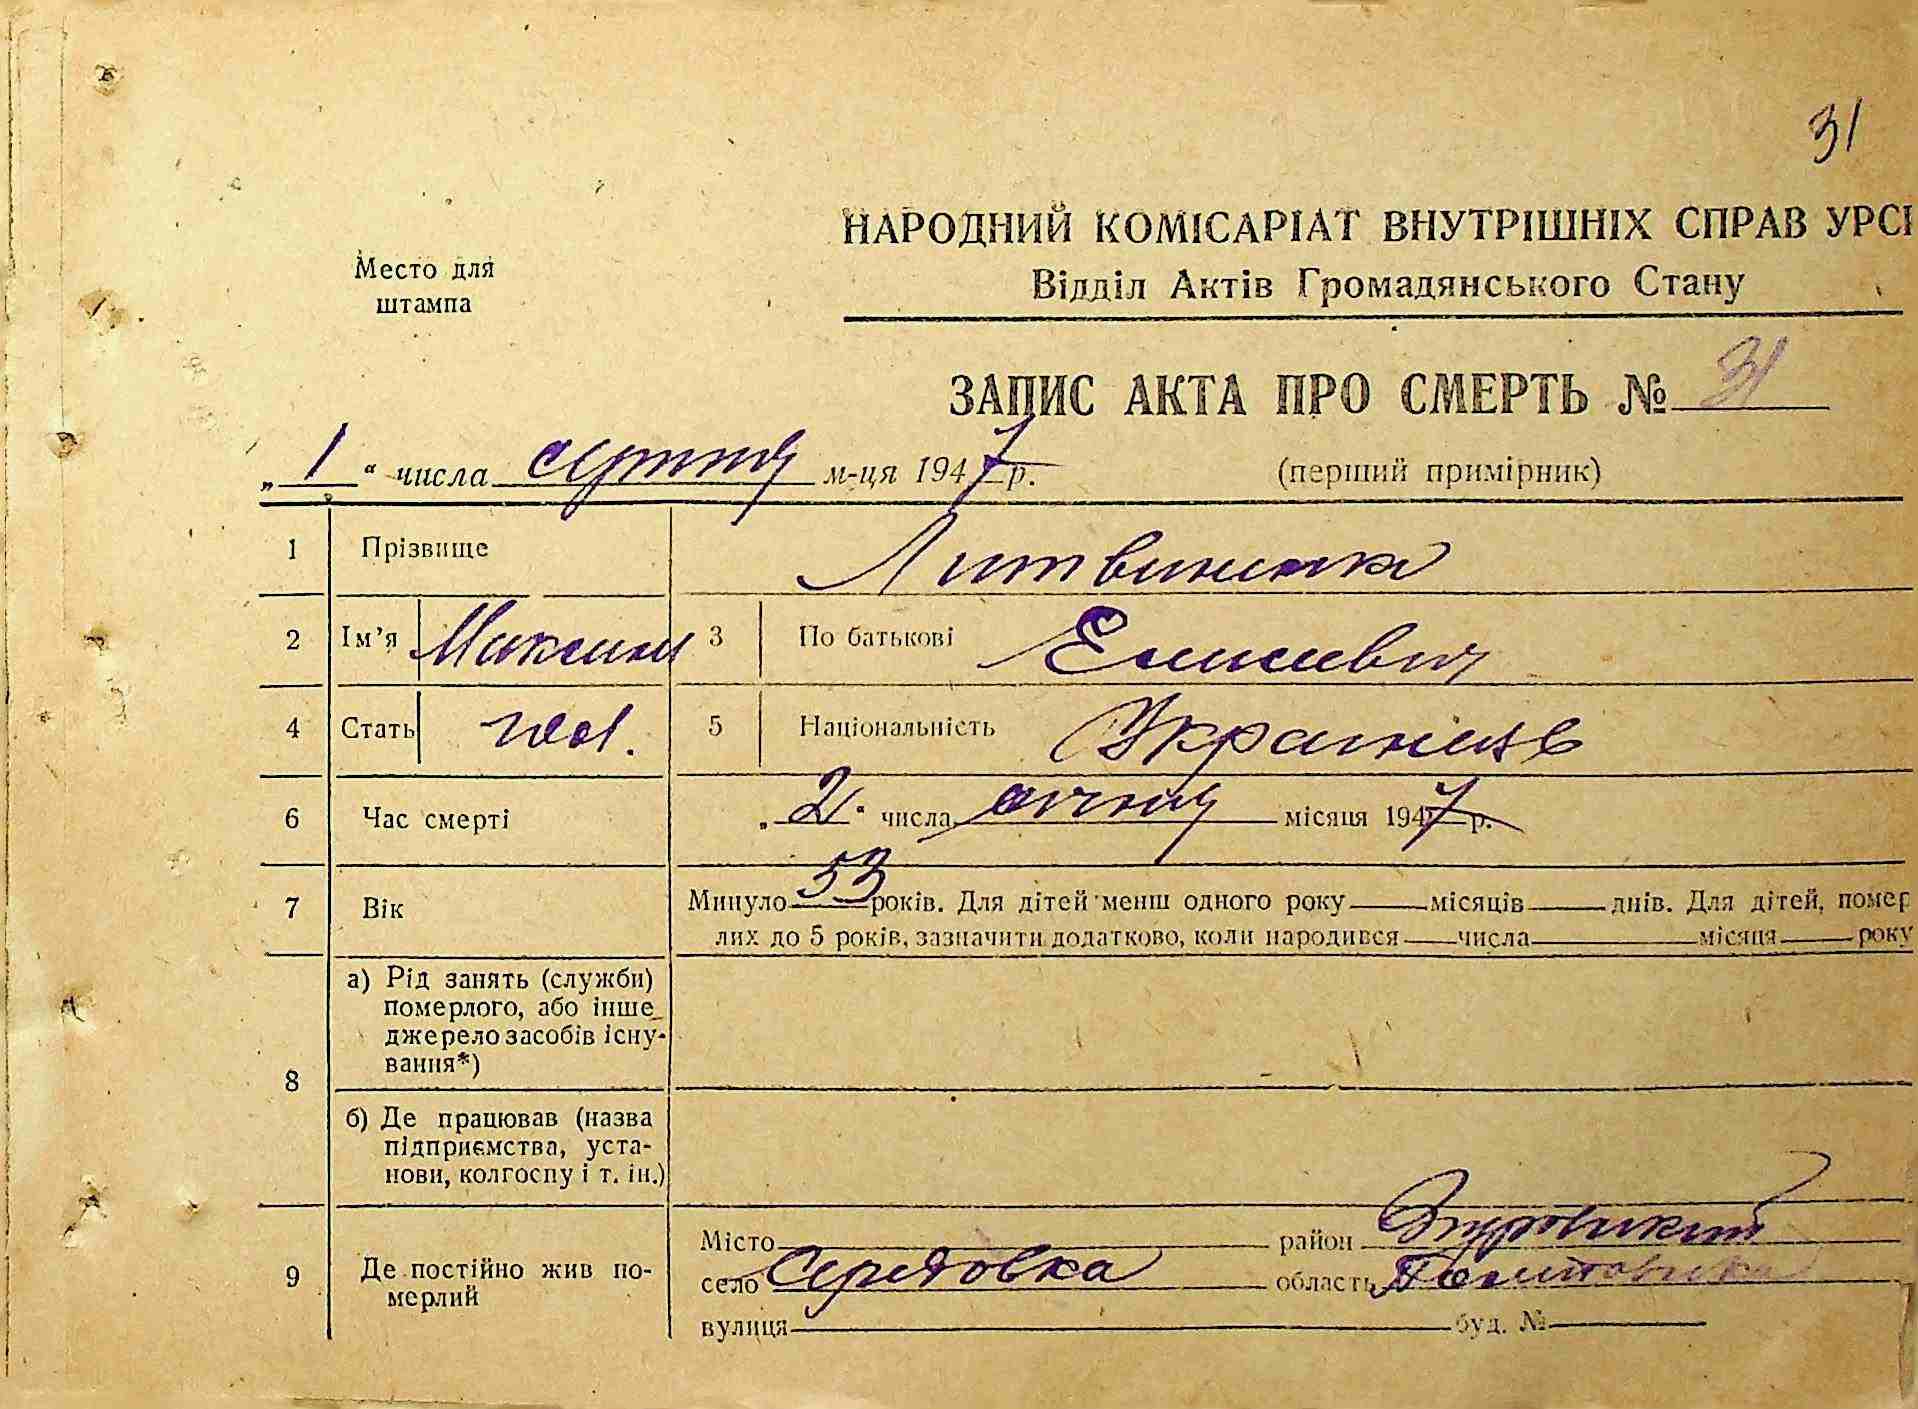 31
НАРОДНИЙ КОМІСАРІАТ ВНУТРІШНІХ СПРАВ УРСР
Відділ Актів Громадянського Стану
Место для
штампа
ЗАПИС АКТА ПРО СМЕРТЬ № 31
„1“ числа серпня м-ця 1947 р. (перший примірник)
1 Прізвище Литвиненко
2 Ім’я Максим 3 По батькові
4 Стать чол. 5 Національність Українець
6 Час смерті „2“ числа січня місяця 1947 р.
7 Вік Минуло 53 років. Для дітей менш одного року місяців днів. Для дітей, помер
лих до 5 років, зазначити додатково, коли народився числа місяця року
8 а) Рід занять (служби)
померлого, або інше
джерело засобів існу-
вання*)
б) Де працював (назва
підприємства, уста-
нови, колгоспу і т. ін.)
9 Де постійно жив по-
мерлий
Місто район Згуровський
село Середовка область Полтавська
вулиця буд. №